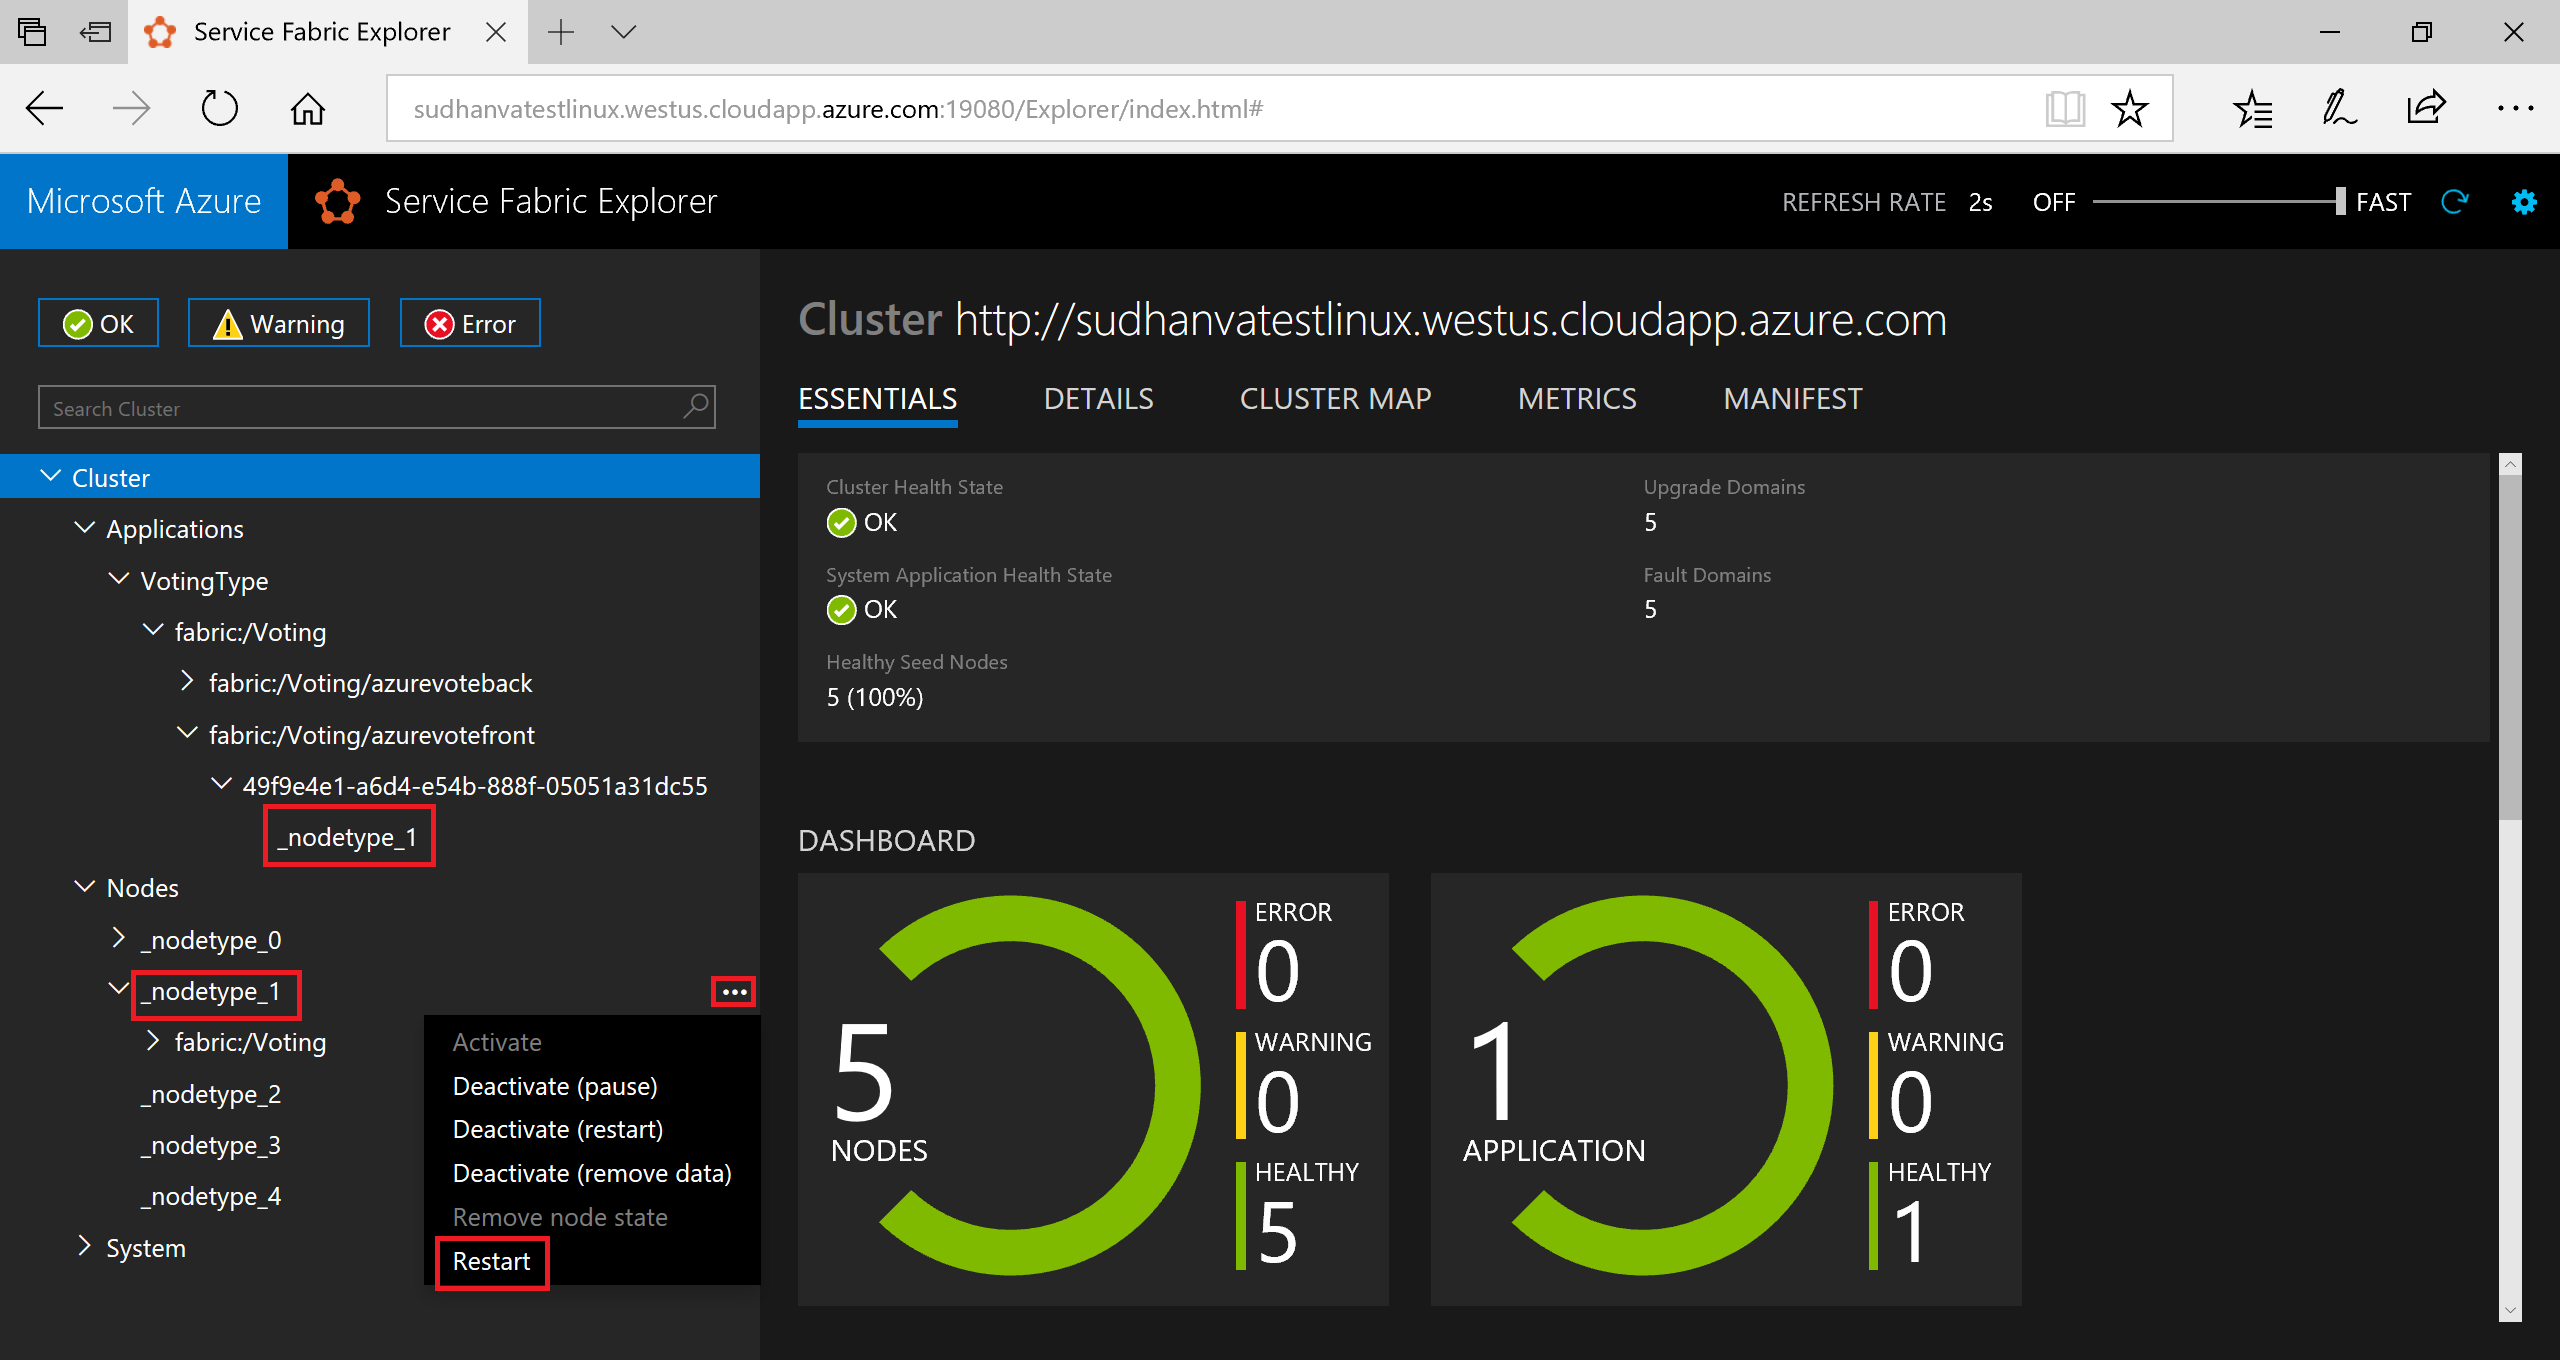 Service Fabric Explorer
sudhanvatestlinux.westus.cloudapp.azure.com:19080/Explorer/index.html#
Microsoft Azure
Service Fabric Explorer
REFRESH RATE 2s OFF FAST
OK
Warning
Error
Search Cluster
Cluster
Applications
VotingType
fabric:/Voting
fabric:/Voting/azurevoteback
fabric:/Voting/azurevotefront
49f9e4e1-a6d4-e54b-888f-05051a31dc55
_nodetype_1
Nodes
_nodetype_0
_nodetype_1
fabric:/Voting
_nodetype_2
_nodetype_3
_nodetype_4
System
Activate
Deactivate (pause)
Deactivate (restart)
Deactivate (remove data)
Remove node state
Restart
Cluster http://sudhanvatestlinux.westus.cloudapp.azure.com
ESSENTIALS
DETAILS
CLUSTER MAP
METRICS
MANIFEST
Cluster Health State
OK
Upgrade Domains
5
System Application Health State
OK
Fault Domains
5
Healthy Seed Nodes
5 (100%)
DASHBOARD
5
NODES
ERROR
0
WARNING
0
HEALTHY
5
1
APPLICATION
ERROR
0
WARNING
0
HEALTHY
1